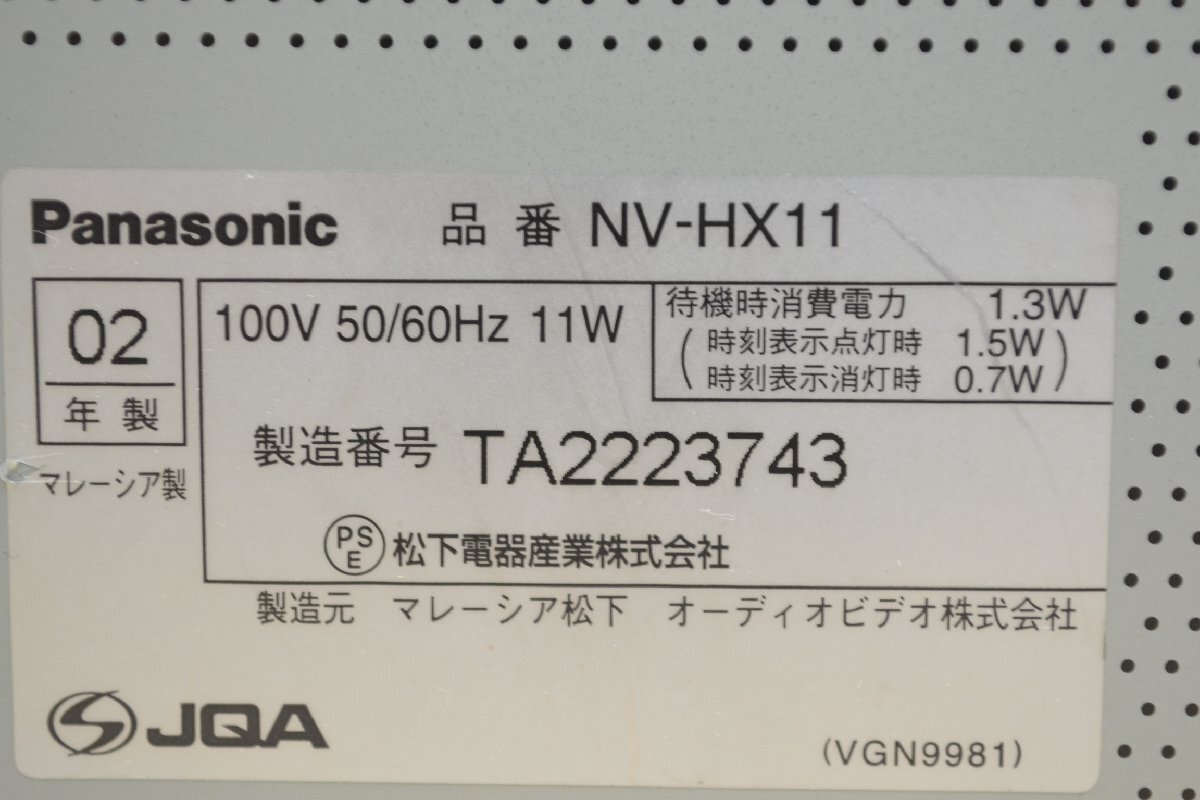 Panasonic 品番 NV-HX11
02
年製
マレーシア製
100V 50/60Hz 11W
待機時消費電力 1.3W
(時刻表示点灯時 1.5W
時刻表示消灯時 0.7W)
製造番号 TA2223743
PSE 松下電器産業株式会社
製造元 マレーシア松下 オーディオビデオ株式会社
JQA
(VGN9981)